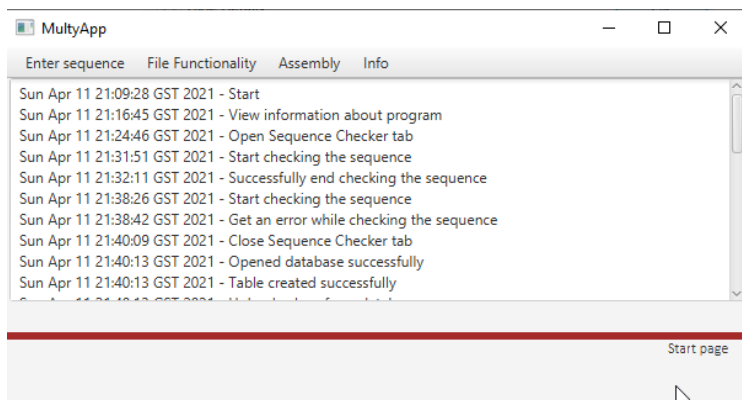 MultyApp
Enter sequence File Functionality Assembly Info
Sun Apr 11 21:09:28 GST 2021 - Start
Sun Apr 11 21:16:45 GST 2021 - View information about program
Sun Apr 11 21:24:46 GST 2021 - Open Sequence Checker tab
Sun Apr 11 21:31:51 GST 2021 - Start checking the sequence
Sun Apr 11 21:32:11 GST 2021 - Successfully end checking the sequence
Sun Apr 11 21:38:26 GST 2021 - Start checking the sequence
Sun Apr 11 21:38:42 GST 2021 - Get an error while checking the sequence
Sun Apr 11 21:40:09 GST 2021 - Close Sequence Checker tab
Sun Apr 11 21:40:13 GST 2021 - Opened database successfully
Sun Apr 11 21:40:13 GST 2021 - Table created successfully
Start page